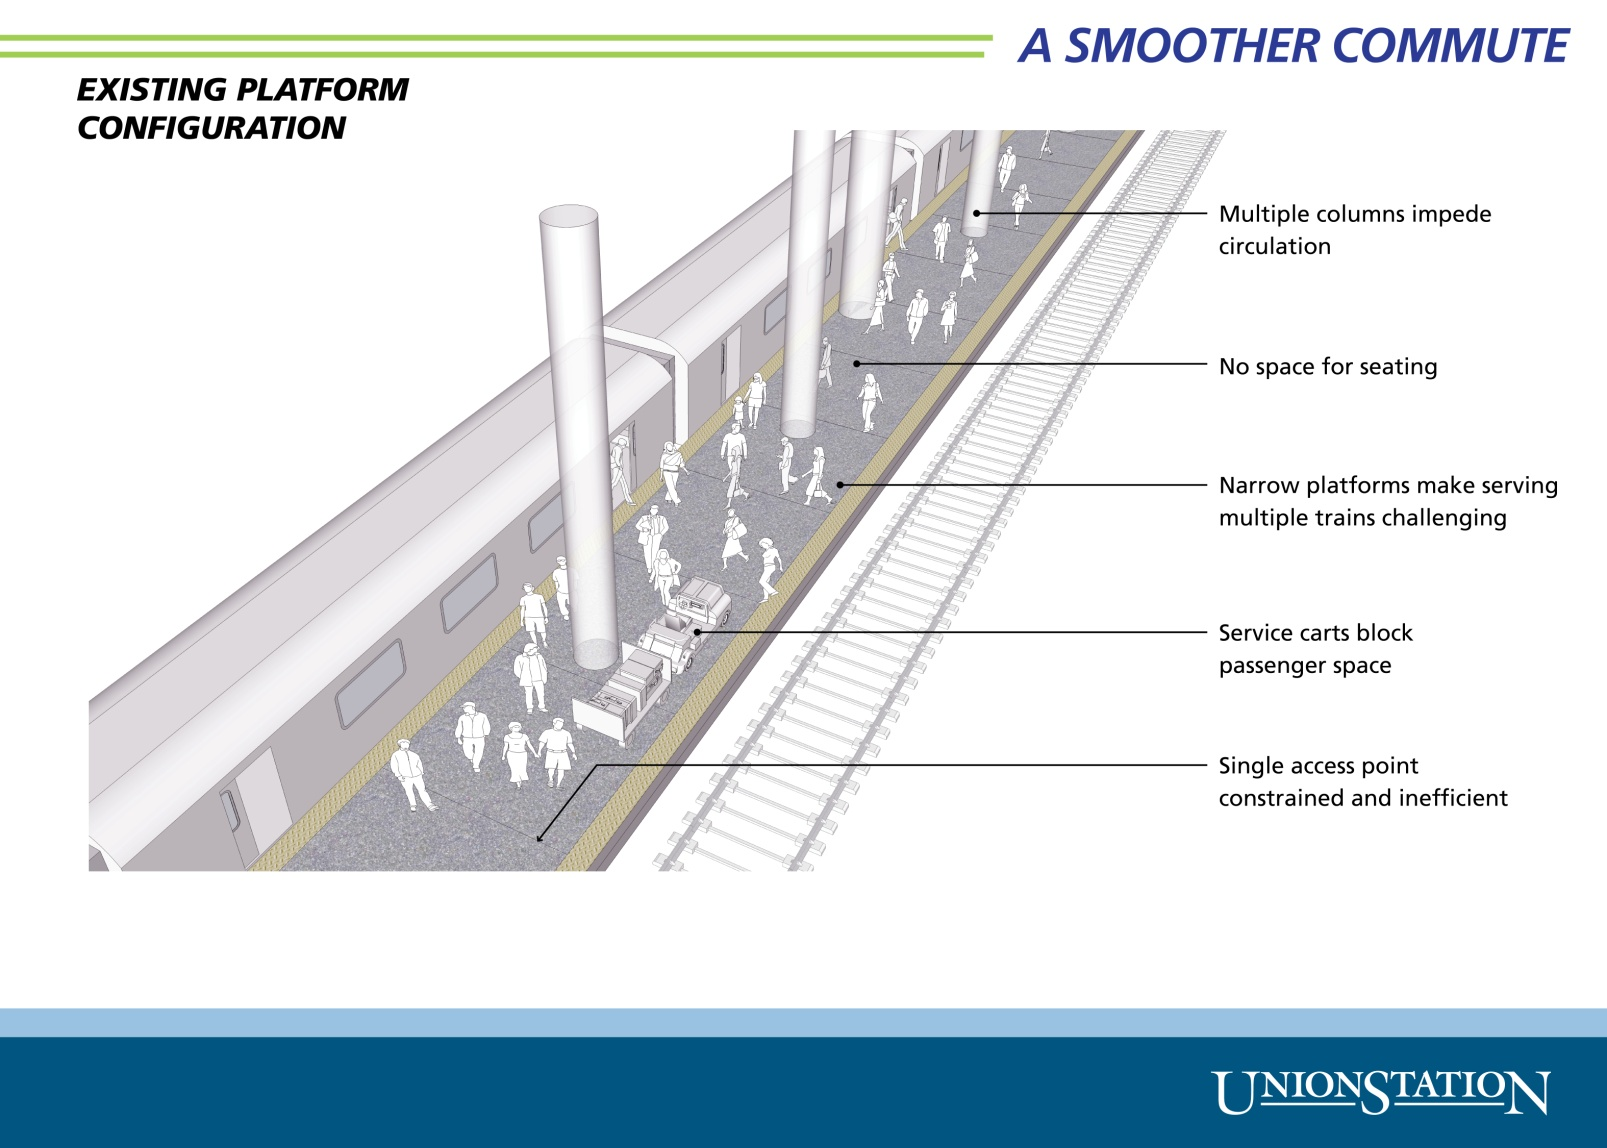 A SMOOTHER COMMUTE
EXISTING PLATFORM
CONFIGURATION
Multiple columns impede
circulation
No space for seating
Narrow platforms make serving
multiple trains challenging
Service carts block
passenger space
Single access point
constrained and inefficient
UNIONSTATION